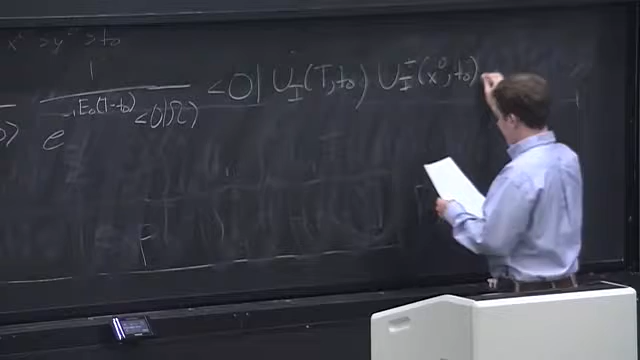 x⁰ > y⁰ > t₀
1
<0| U_I(T,t₀) U_I^†(x⁰,t₀)
e^{-iE₀(T-t₀)} <0|Ω>